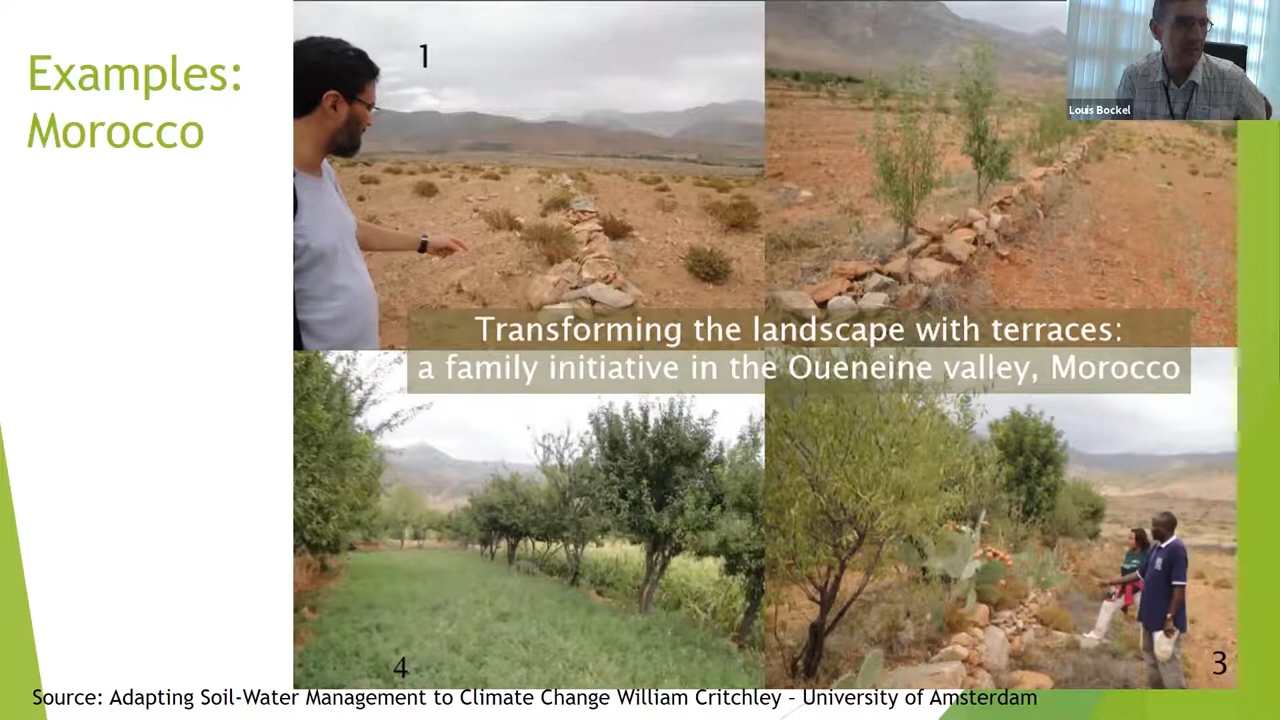 Examples:
Morocco
1
Louis Bockel
Transforming the landscape with terraces:
a family initiative in the Oueneine valley, Morocco
4
3
Source: Adapting Soil-Water Management to Climate Change William Critchley – University of Amsterdam